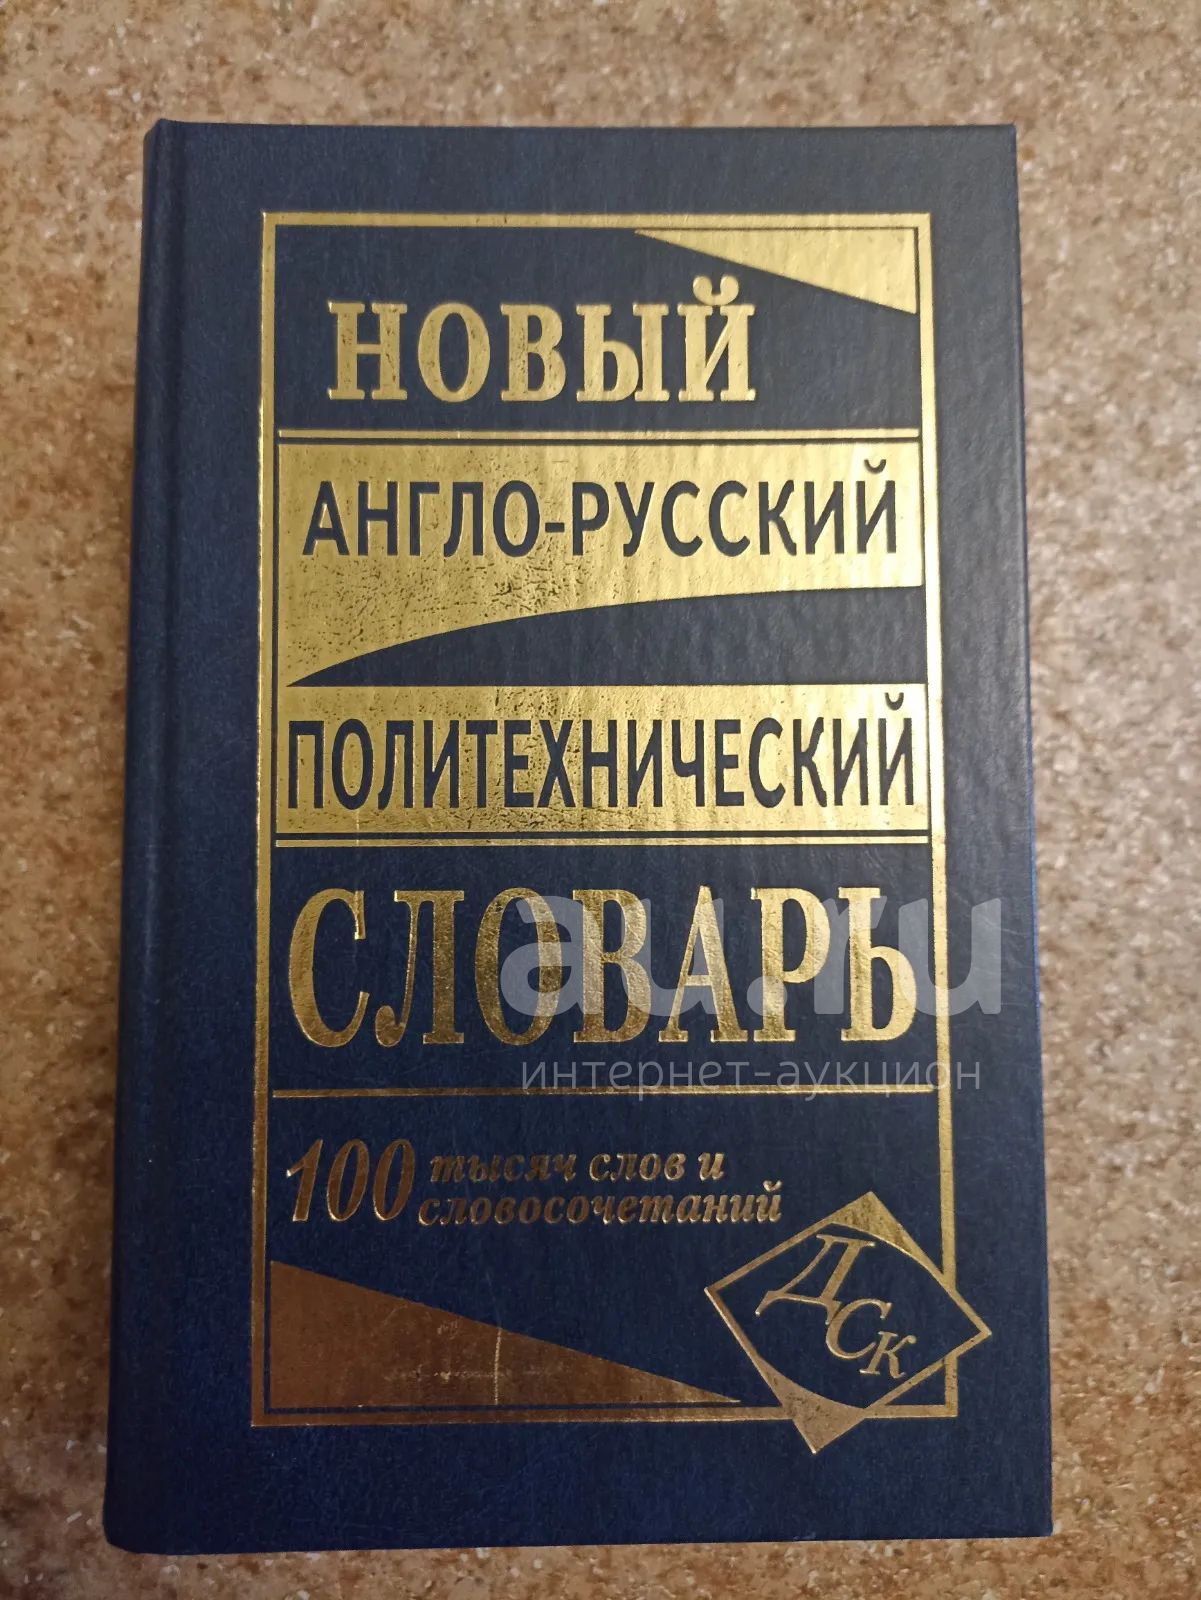 НОВЫЙ
АНГЛО-РУССКИЙ
ПОЛИТЕХНИЧЕСКИЙ
СЛОВАРЬ
au.ru
интернет-аукцион
100 тысяч слов и
словосочетаний
ДСК